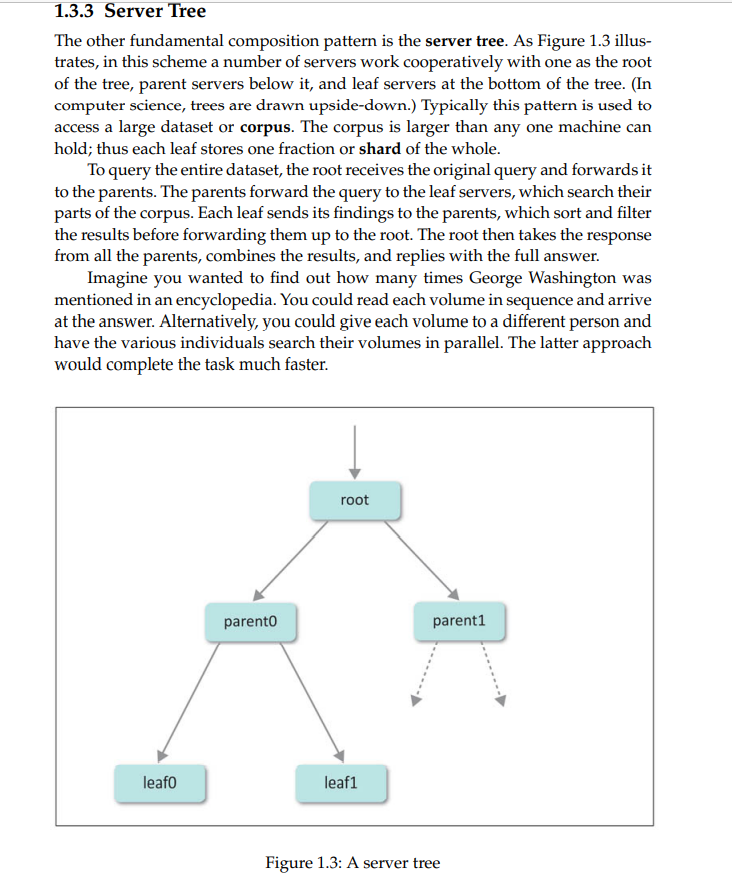 1.3.3 Server Tree
The other fundamental composition pattern is the server tree. As Figure 1.3 illus-
trates, in this scheme a number of servers work cooperatively with one as the root
of the tree, parent servers below it, and leaf servers at the bottom of the tree. (In
computer science, trees are drawn upside-down.) Typically this pattern is used to
access a large dataset or corpus. The corpus is larger than any one machine can
hold; thus each leaf stores one fraction or shard of the whole.
To query the entire dataset, the root receives the original query and forwards it
to the parents. The parents forward the query to the leaf servers, which search their
parts of the corpus. Each leaf sends its findings to the parents, which sort and filter
the results before forwarding them up to the root. The root then takes the response
from all the parents, combines the results, and replies with the full answer.
Imagine you wanted to find out how many times George Washington was
mentioned in an encyclopedia. You could read each volume in sequence and arrive
at the answer. Alternatively, you could give each volume to a different person and
have the various individuals search their volumes in parallel. The latter approach
would complete the task much faster.
root
parent0
parent1
leaf0
leaf1
Figure 1.3: A server tree